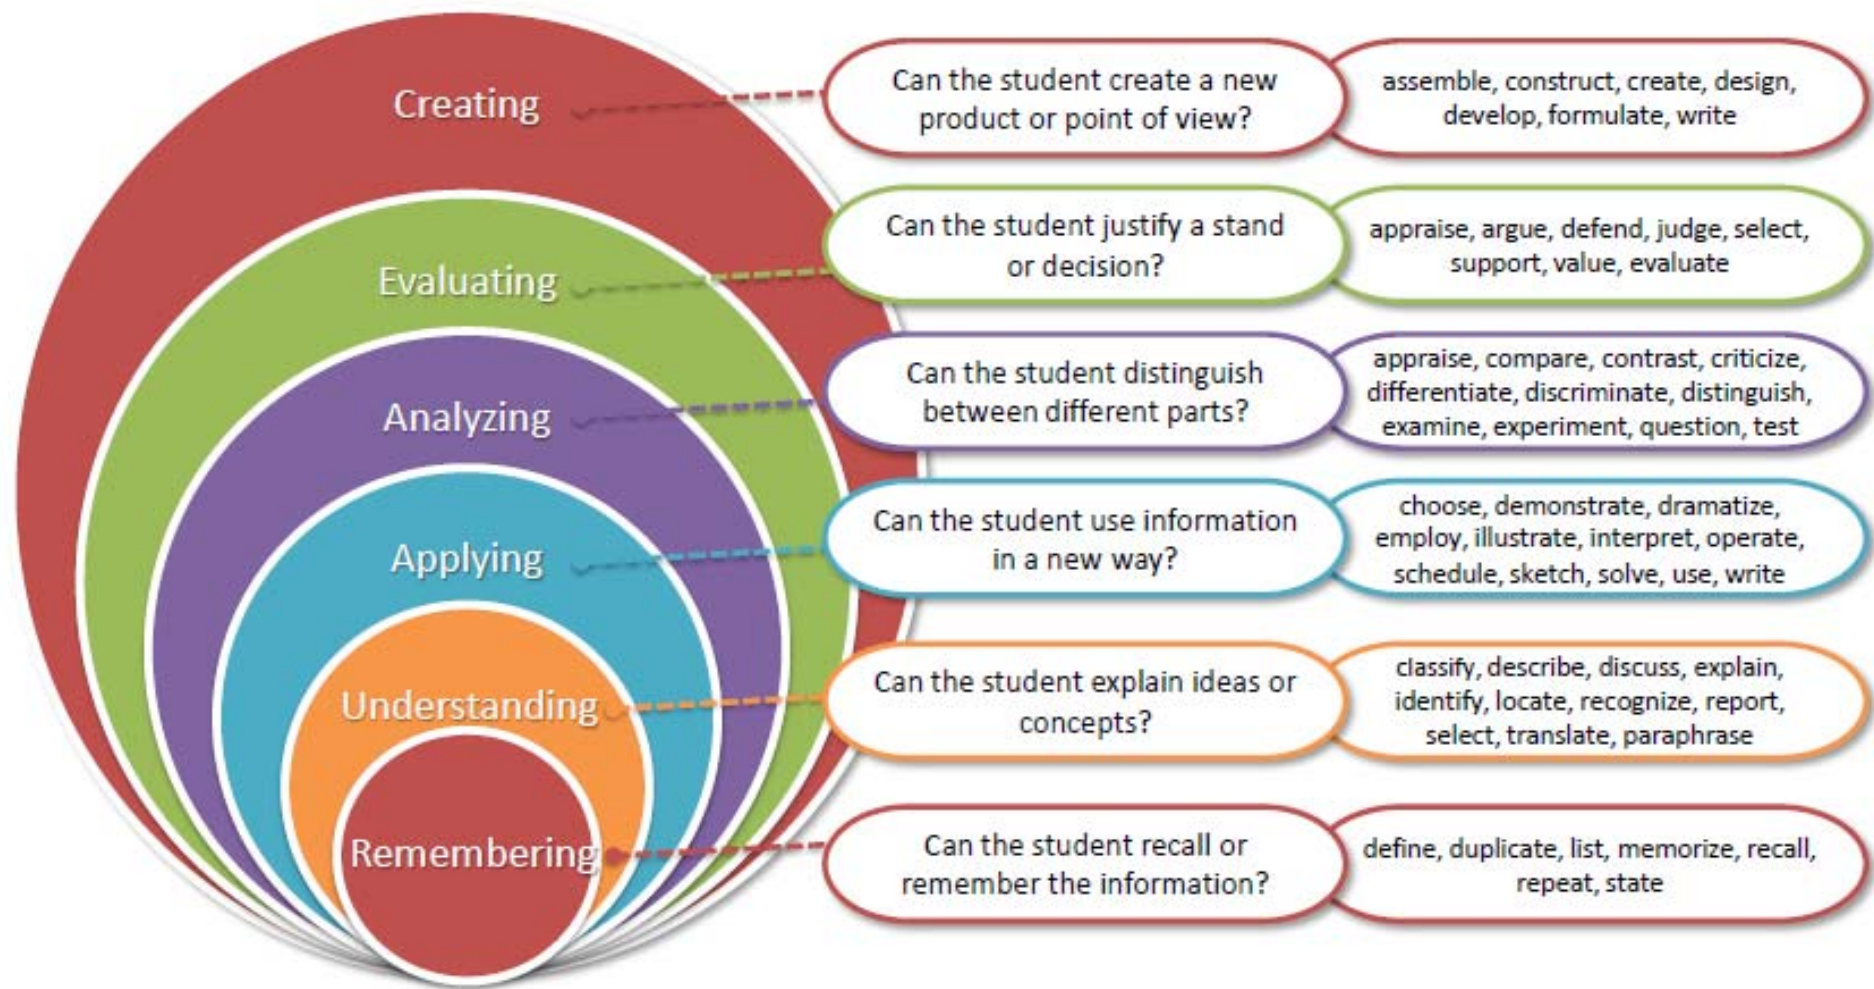 Creating
Can the student create a new
product or point of view?
assemble, construct, create, design,
develop, formulate, write
Evaluating
Can the student justify a stand
or decision?
appraise, argue, defend, judge, select,
support, value, evaluate
Analyzing
Can the student distinguish
between different parts?
appraise, compare, contrast, criticize,
differentiate, discriminate, distinguish,
examine, experiment, question, test
Applying
Can the student use information
in a new way?
choose, demonstrate, dramatize,
employ, illustrate, interpret, operate,
schedule, sketch, solve, use, write
Understanding
Can the student explain ideas or
concepts?
classify, describe, discuss, explain,
identify, locate, recognize, report,
select, translate, paraphrase
Remembering
Can the student recall or
remember the information?
define, duplicate, list, memorize, recall,
repeat, state